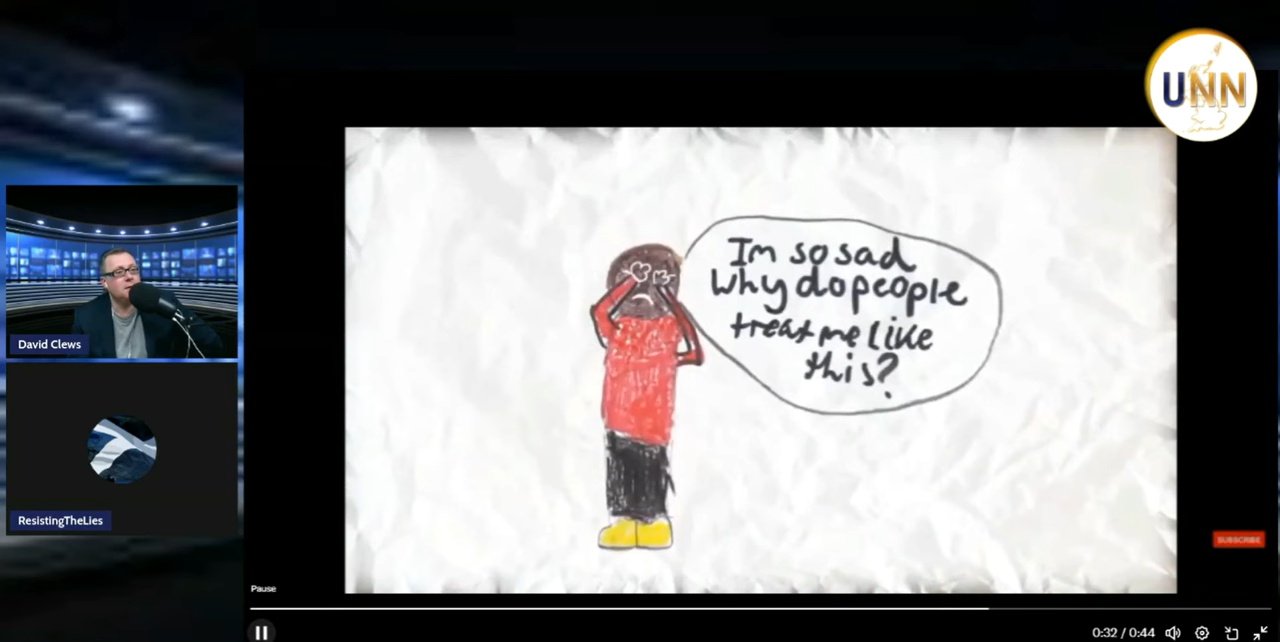 UNN
Im so sad
Why do people
treat me like
this?
David Clews
ResistingTheLies
SUBSCRIBE
Pause
0:32 / 0:44